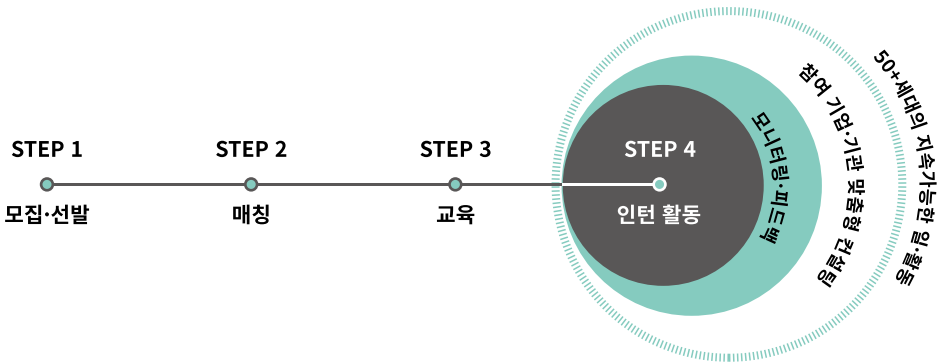 STEP 1
모집·선발
STEP 2
매칭
STEP 3
교육
STEP 4
인턴 활동
모니터링·피드백
참여 기업·기관 맞춤형 컨설팅
50+세대의 지속가능한 일·활동